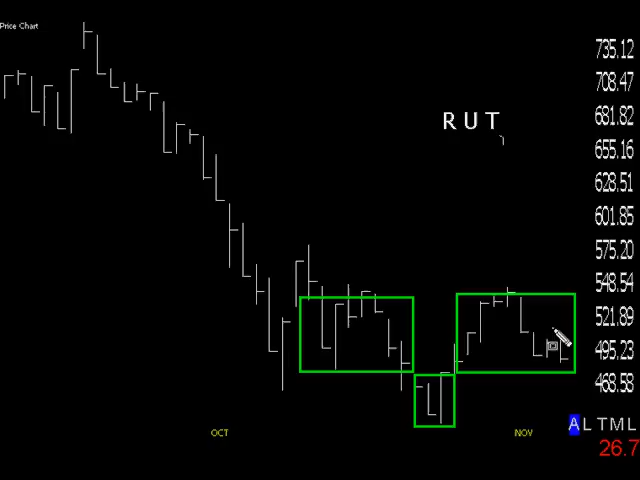 Price Chart
735.12
708.47
RUT
681.82
655.16
628.51
601.85
575.20
548.54
521.89
495.23
468.58
OCT
NOV
ALTML
26.7